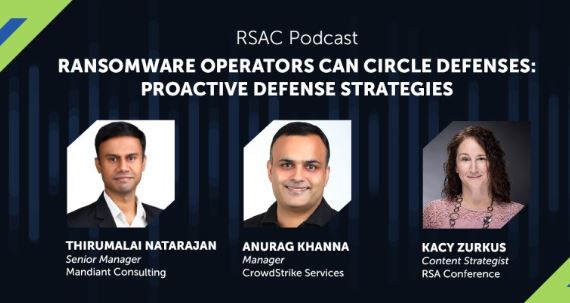 RSAC Podcast
RANSOMWARE OPERATORS CAN CIRCLE DEFENSES:
PROACTIVE DEFENSE STRATEGIES
THIRUMALAI NATARAJAN
Senior Manager
Mandiant Consulting
ANURAG KHANNA
Manager
CrowdStrike Services
KACY ZURKUS
Content Strategist
RSA Conference